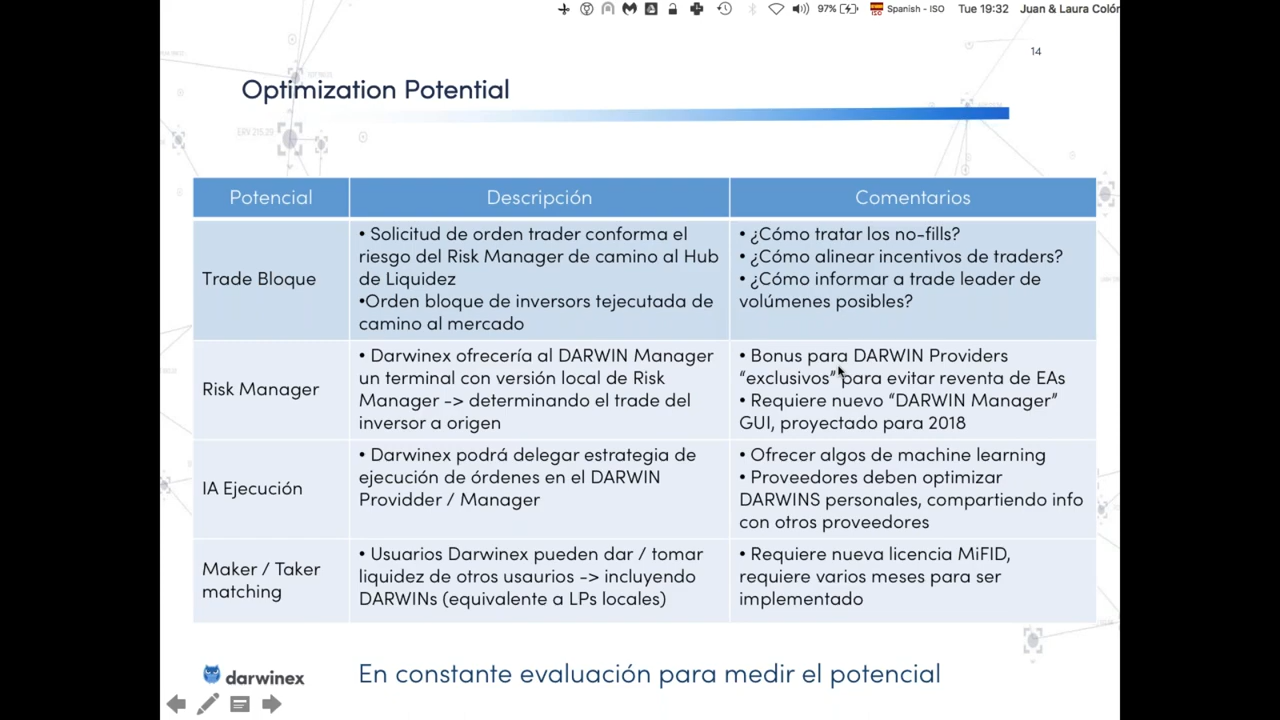 97% Spanish - ISO Tue 19:32 Juan & Laura Colón
14
Optimization Potential
ERV 215.20
Potencial Descripción Comentarios
Trade Bloque
• Solicitud de orden trader conforma el
riesgo del Risk Manager de camino al Hub
de Liquidez
•Orden bloque de inversors tejecutada de
camino al mercado
• ¿Cómo tratar los no-fills?
• ¿Cómo alinear incentivos de traders?
• ¿Cómo informar a trade leader de
volúmenes posibles?
Risk Manager
• Darwinex ofrecería al DARWIN Manager
un terminal con versión local de Risk
Manager -> determinando el trade del
inversor a origen
• Bonus para DARWIN Providers
“exclusivos” para evitar reventa de EAs
• Requiere nuevo “DARWIN Manager”
GUI, proyectado para 2018
IA Ejecución
• Darwinex podrá delegar estrategia de
ejecución de órdenes en el DARWIN
Providder / Manager
• Ofrecer algos de machine learning
• Proveedores deben optimizar
DARWINS personales, compartiendo info
con otros proveedores
Maker / Taker
matching
• Usuarios Darwinex pueden dar / tomar
liquidez de otros usaurios -> incluyendo
DARWINs (equivalente a LPs locales)
• Requiere nueva licencia MiFID,
requiere varios meses para ser
implementado
darwinex
En constante evaluación para medir el potencial